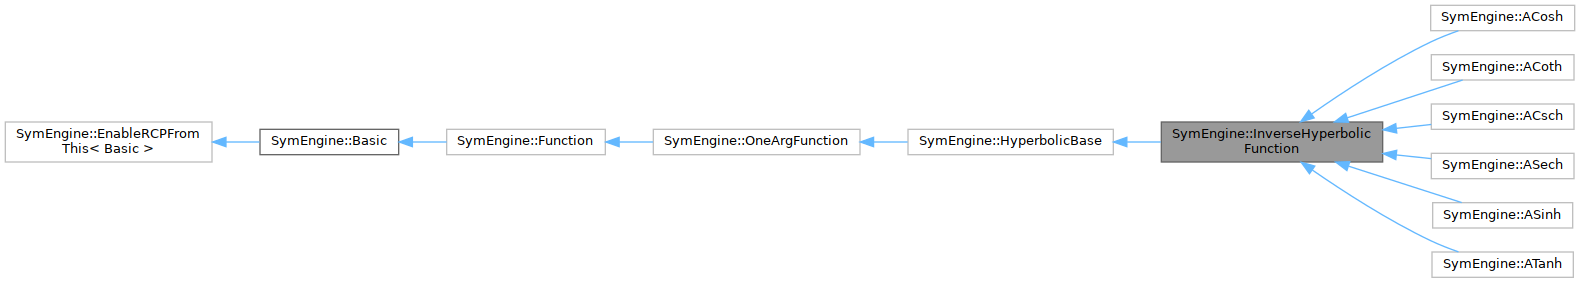 SymEngine::EnableRCPFrom
This< Basic >
SymEngine::Basic
SymEngine::Function
SymEngine::OneArgFunction
SymEngine::HyperbolicBase
SymEngine::InverseHyperbolic
Function
SymEngine::ACosh
SymEngine::ACoth
SymEngine::ACsch
SymEngine::ASech
SymEngine::ASinh
SymEngine::ATanh